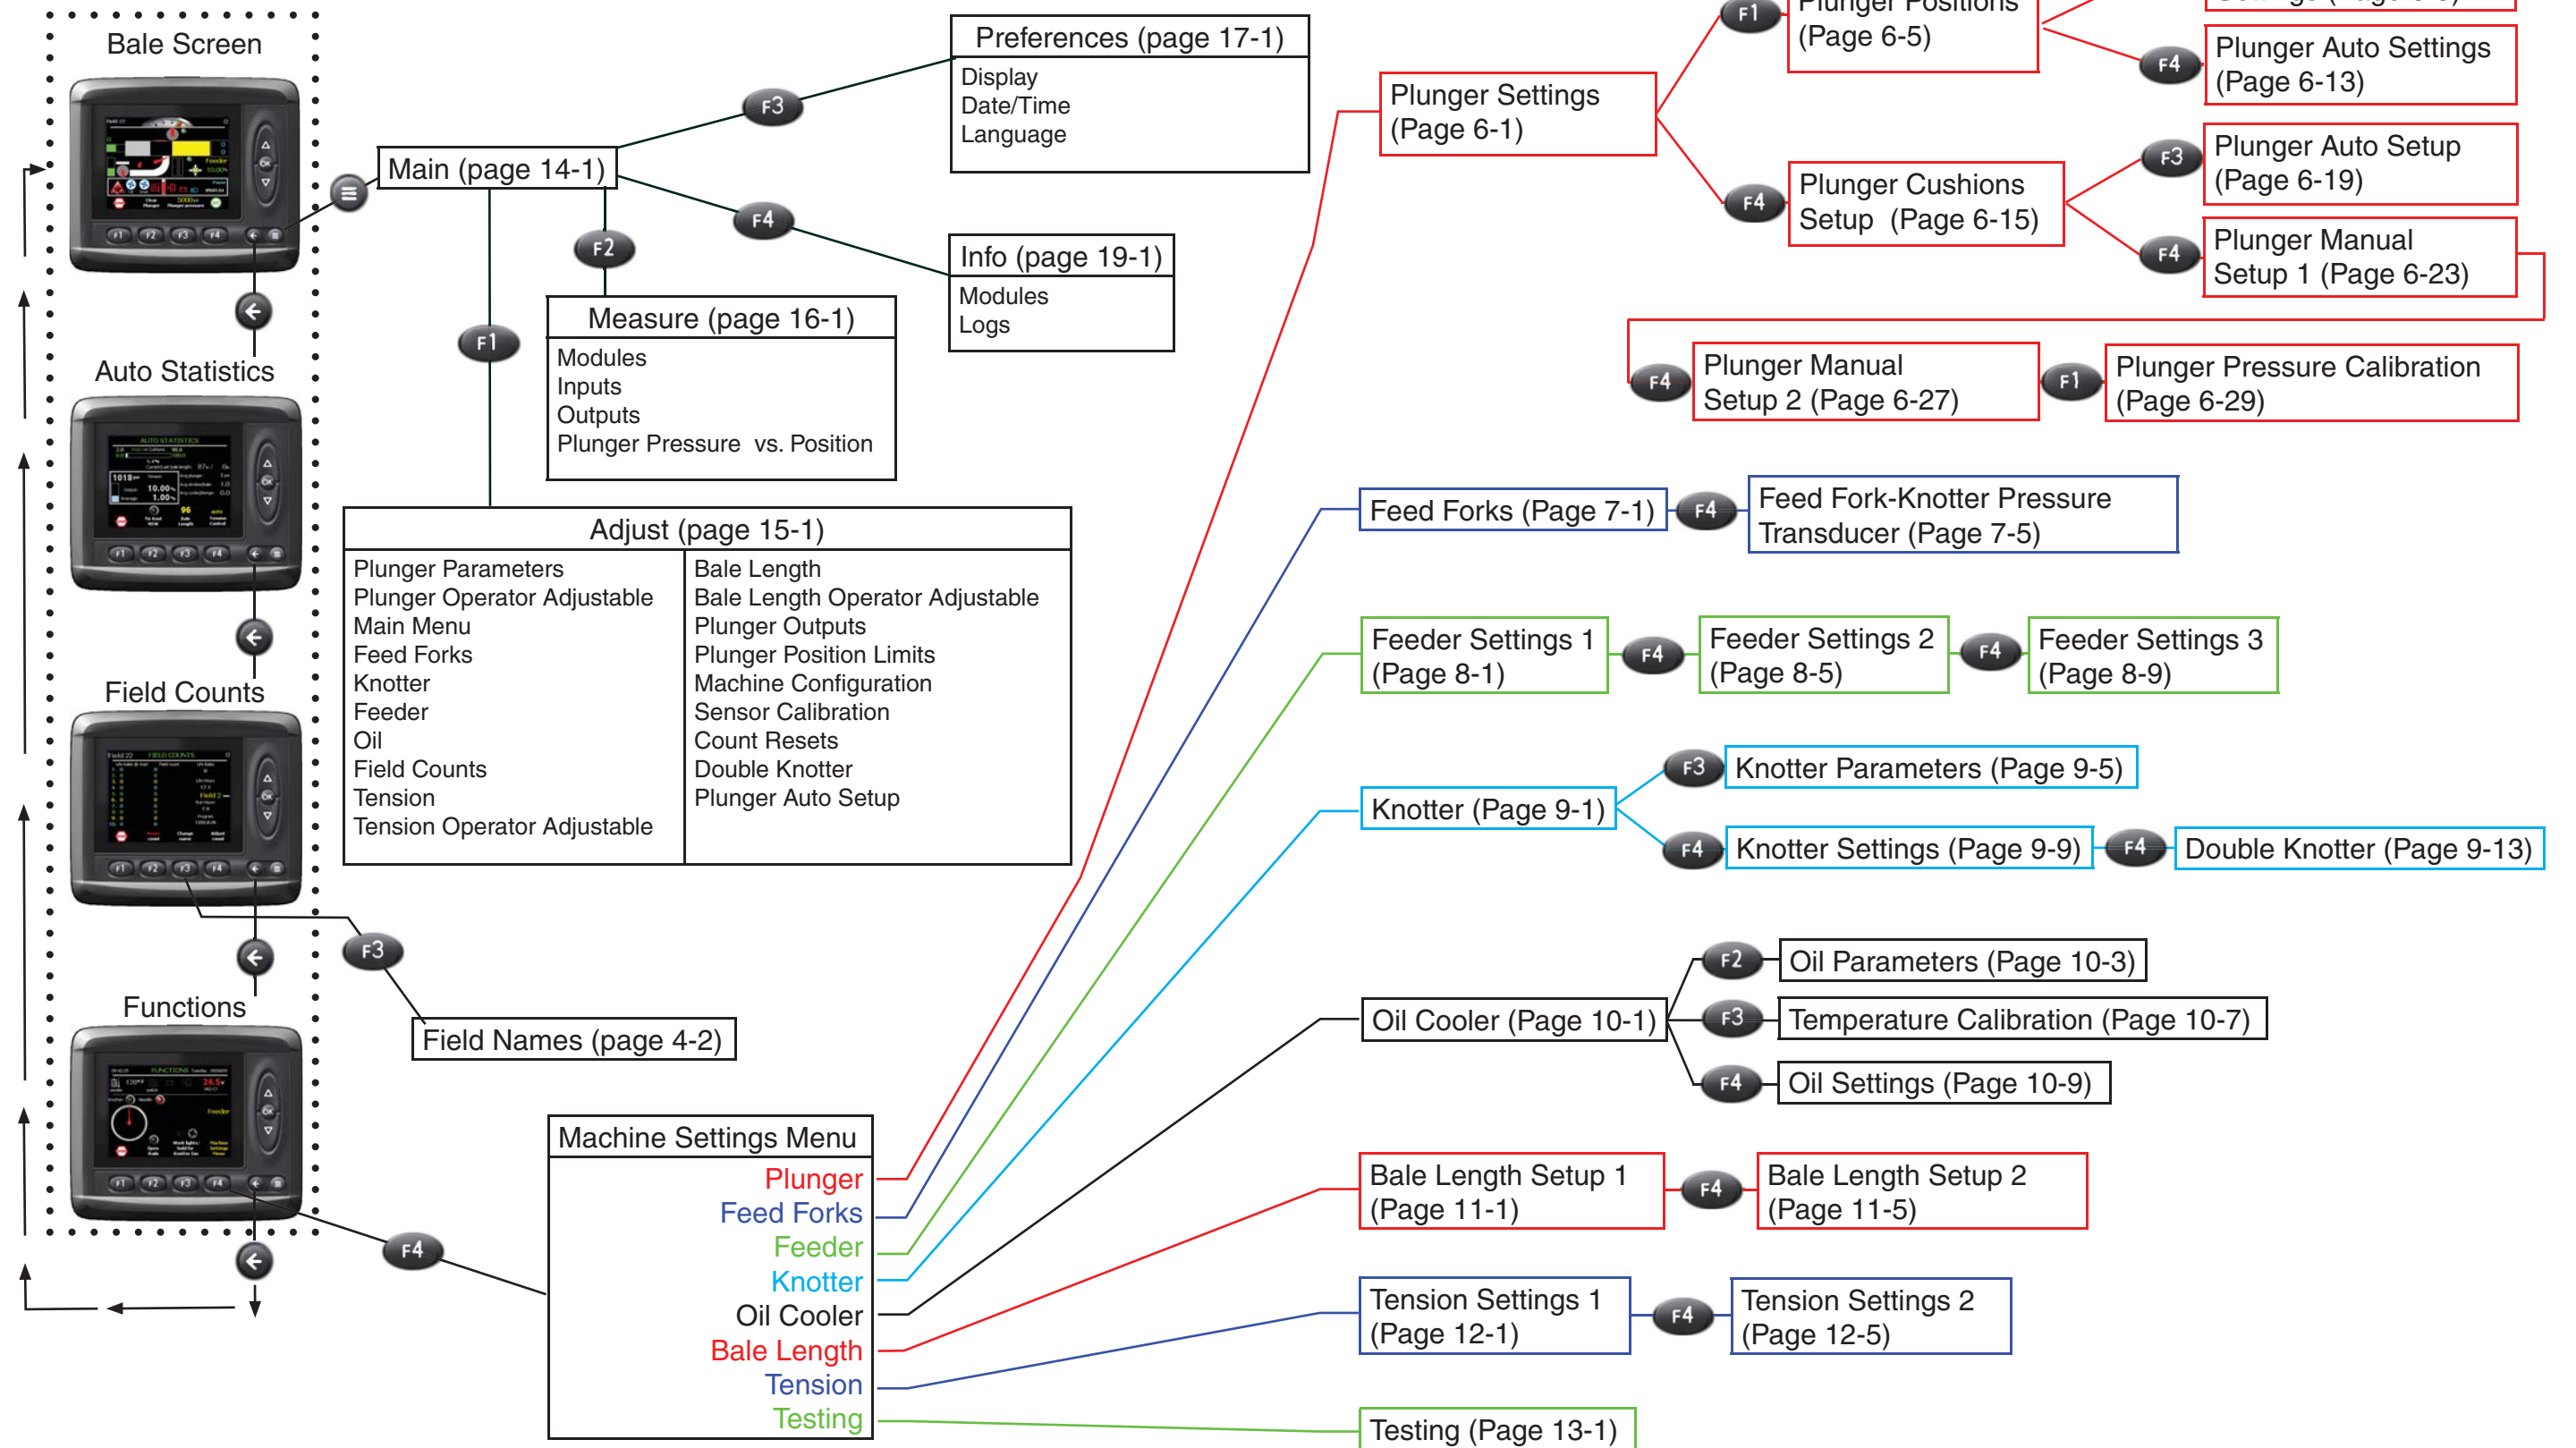 Bale Screen
Auto Statistics
Field Counts
Functions
F3
Field Names (page 4-2)
F4
Main (page 14-1)
F3
Preferences (page 17-1)
Display
Date/Time
Language
F4
Info (page 19-1)
Modules
Logs
F2
Measure (page 16-1)
Modules
Inputs
Outputs
Plunger Pressure vs. Position
F1
Adjust (page 15-1)
Plunger Parameters
Plunger Operator Adjustable
Main Menu
Feed Forks
Knotter
Feeder
Oil
Field Counts
Tension
Tension Operator Adjustable
Bale Length
Bale Length Operator Adjustable
Plunger Outputs
Plunger Position Limits
Machine Configuration
Sensor Calibration
Count Resets
Double Knotter
Plunger Auto Setup
Machine Settings Menu
Plunger
Feed Forks
Feeder
Knotter
Oil Cooler
Bale Length
Tension
Testing
Plunger Settings
(Page 6-1)
F1
Plunger Positions
(Page 6-5)
F4
Plunger Auto Settings
(Page 6-13)
F4
Plunger Cushions
Setup (Page 6-15)
F3
Plunger Auto Setup
(Page 6-19)
F4
Plunger Manual
Setup 1 (Page 6-23)
F4
Plunger Manual
Setup 2 (Page 6-27)
F1
Plunger Pressure Calibration
(Page 6-29)
Feed Forks (Page 7-1)
F4
Feed Fork-Knotter Pressure
Transducer (Page 7-5)
Feeder Settings 1
(Page 8-1)
F4
Feeder Settings 2
(Page 8-5)
F4
Feeder Settings 3
(Page 8-9)
Knotter (Page 9-1)
F3
Knotter Parameters (Page 9-5)
F4
Knotter Settings (Page 9-9)
F4
Double Knotter (Page 9-13)
Oil Cooler (Page 10-1)
F2
Oil Parameters (Page 10-3)
F3
Temperature Calibration (Page 10-7)
F4
Oil Settings (Page 10-9)
Bale Length Setup 1
(Page 11-1)
F4
Bale Length Setup 2
(Page 11-5)
Tension Settings 1
(Page 12-1)
F4
Tension Settings 2
(Page 12-5)
Testing (Page 13-1)